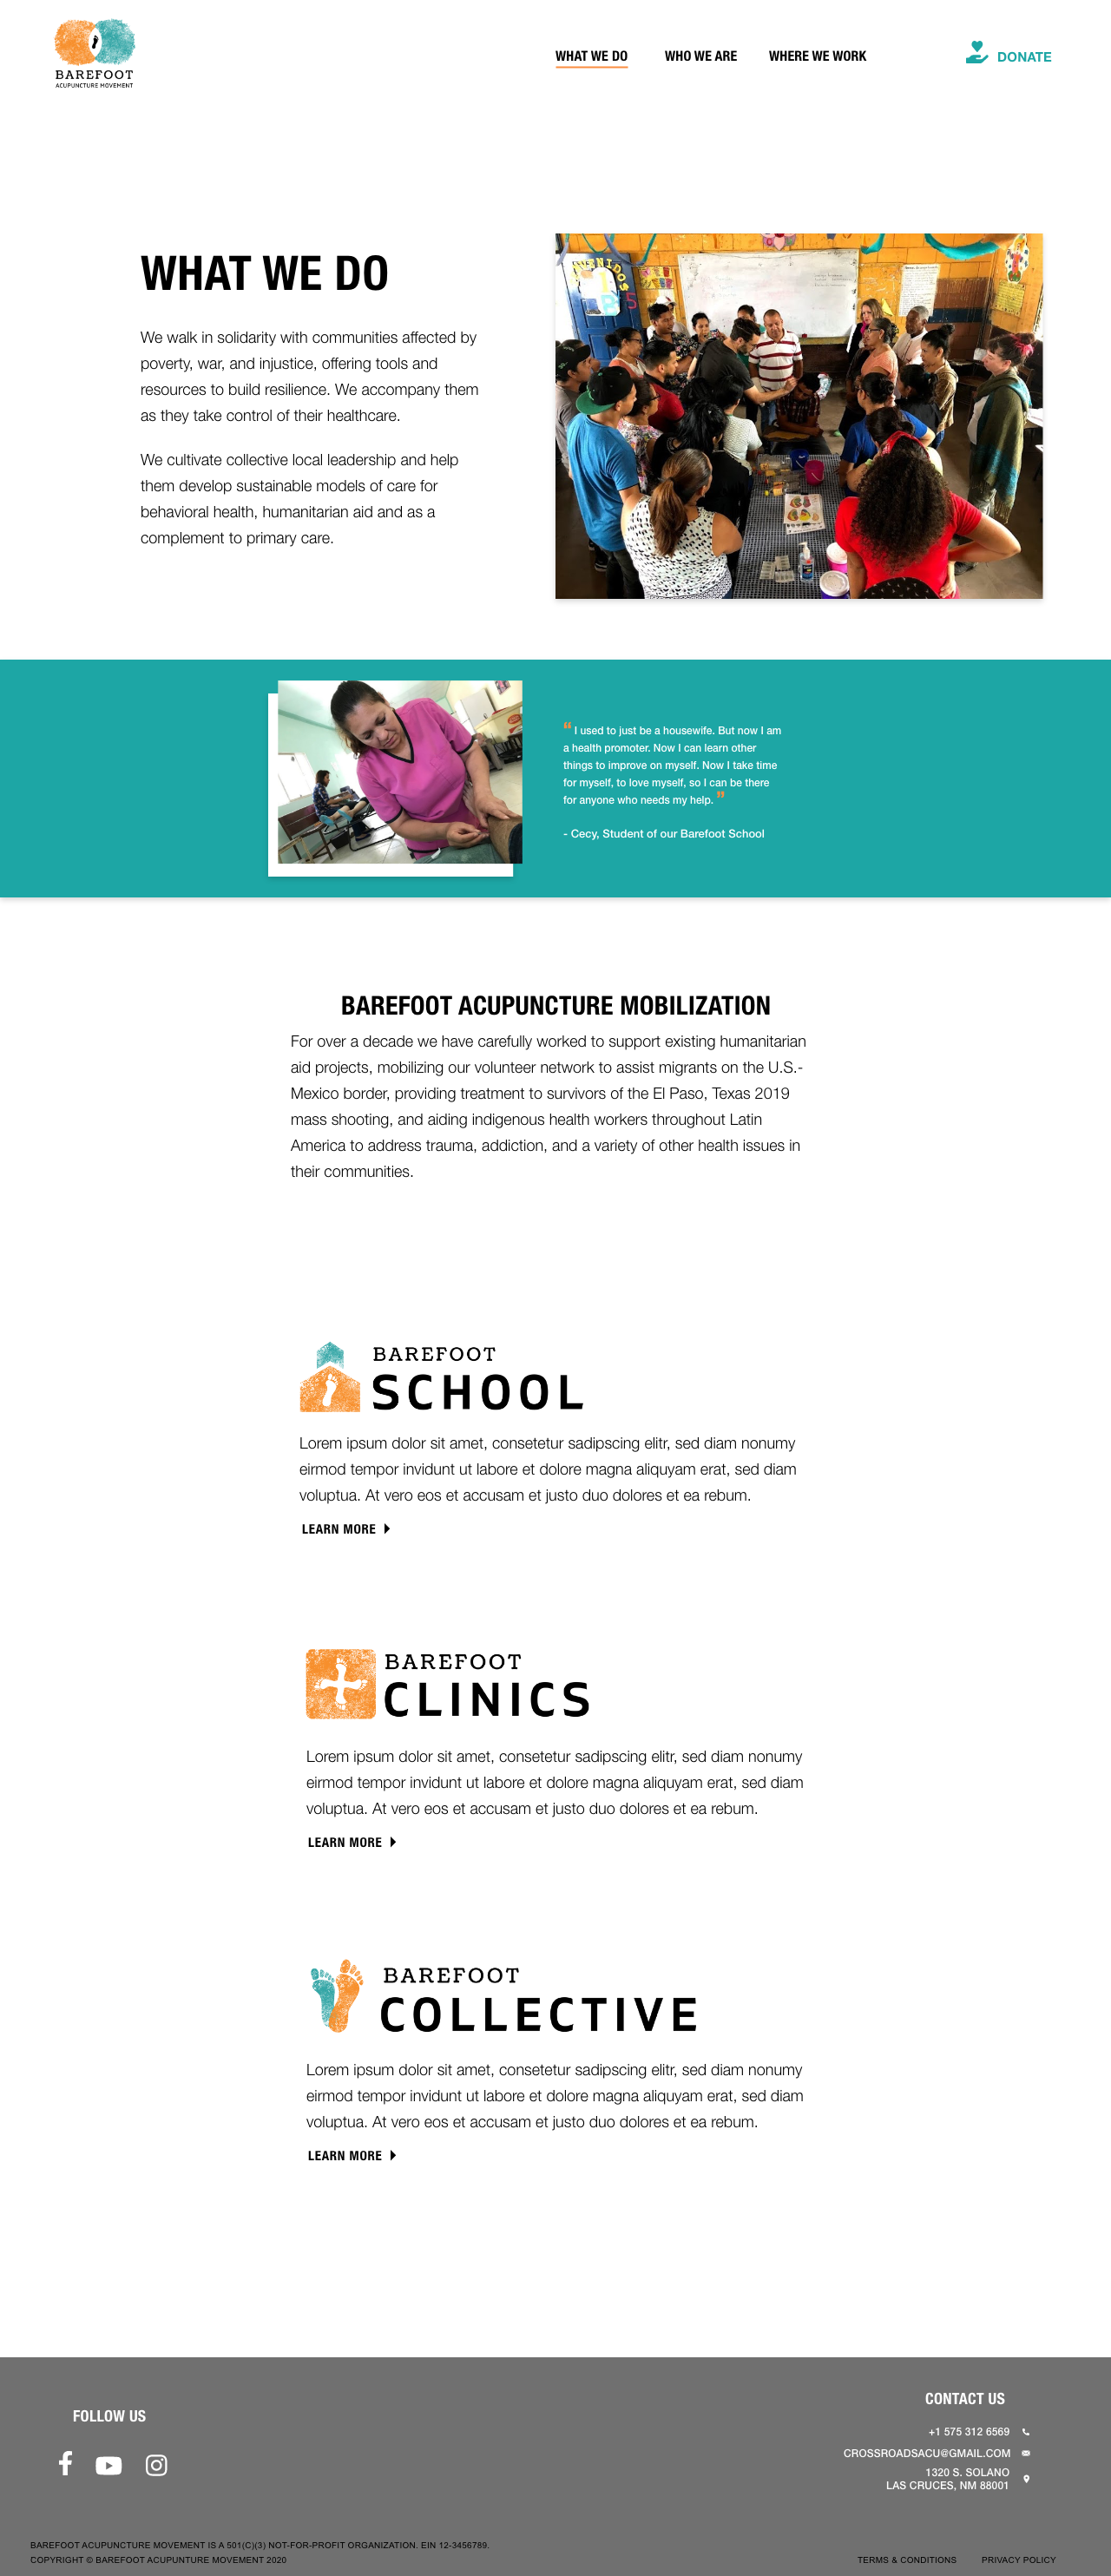 BAREFOOT
ACUPUNCTURE MOVEMENT
WHAT WE DO
WHO WE ARE
WHERE WE WORK
DONATE
WHAT WE DO
We walk in solidarity with communities affected by
poverty, war, and injustice, offering tools and
resources to build resilience. We accompany them
as they take control of their healthcare.
We cultivate collective local leadership and help
them develop sustainable models of care for
behavioral health, humanitarian aid and as a
complement to primary care.
“ I used to just be a housewife. But now I am
a health promoter. Now I can learn other
things to improve on myself. Now I take time
for myself, to love myself, so I can be there
for anyone who needs my help. ”
- Cecy, Student of our Barefoot School
BAREFOOT ACUPUNCTURE MOBILIZATION
For over a decade we have carefully worked to support existing humanitarian
aid projects, mobilizing our volunteer network to assist migrants on the U.S.-
Mexico border, providing treatment to survivors of the El Paso, Texas 2019
mass shooting, and aiding indigenous health workers throughout Latin
America to address trauma, addiction, and a variety of other health issues in
their communities.
BAREFOOT
SCHOOL
Lorem ipsum dolor sit amet, consetetur sadipscing elitr, sed diam nonumy
eirmod tempor invidunt ut labore et dolore magna aliquyam erat, sed diam
voluptua. At vero eos et accusam et justo duo dolores et ea rebum.
LEARN MORE
BAREFOOT
CLINICS
Lorem ipsum dolor sit amet, consetetur sadipscing elitr, sed diam nonumy
eirmod tempor invidunt ut labore et dolore magna aliquyam erat, sed diam
voluptua. At vero eos et accusam et justo duo dolores et ea rebum.
LEARN MORE
BAREFOOT
COLLECTIVE
Lorem ipsum dolor sit amet, consetetur sadipscing elitr, sed diam nonumy
eirmod tempor invidunt ut labore et dolore magna aliquyam erat, sed diam
voluptua. At vero eos et accusam et justo duo dolores et ea rebum.
LEARN MORE
FOLLOW US
CONTACT US
+1 575 312 6569
CROSSROADSACU@GMAIL.COM
1320 S. SOLANO
LAS CRUCES, NM 88001
BAREFOOT ACUPUNCTURE MOVEMENT IS A 501(C)(3) NOT-FOR-PROFIT ORGANIZATION. EIN 12-3456789.
COPYRIGHT © BAREFOOT ACUPUNTURE MOVEMENT 2020
TERMS & CONDITIONS
PRIVACY POLICY